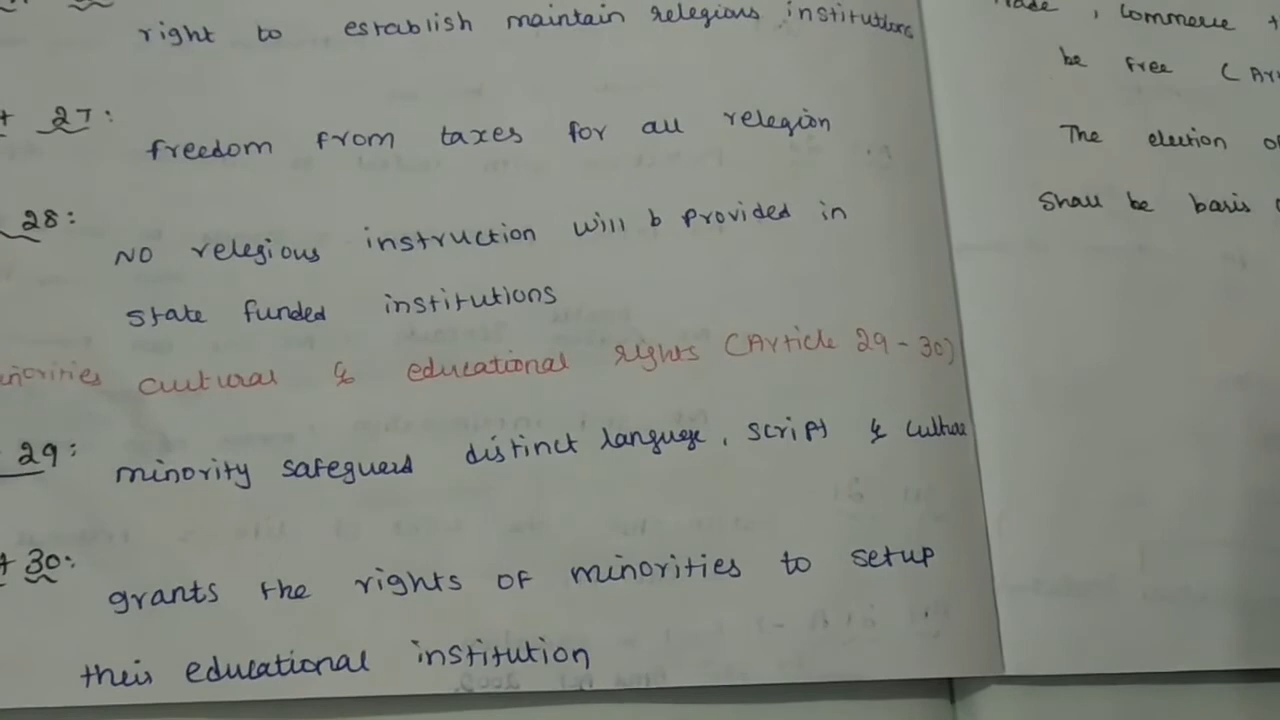 right to establish maintain relegious institutions
27:
freedom from taxes for all relegion
28:
NO relegious instruction will b provided in
state funded institutions
cultural & educational rights (Article 29-30)
29: minority safeguard distinct language, script & culture
30:
grants the rights of minorities to setup
their educational institution
, Commerce
be free
The election
Shall be basis